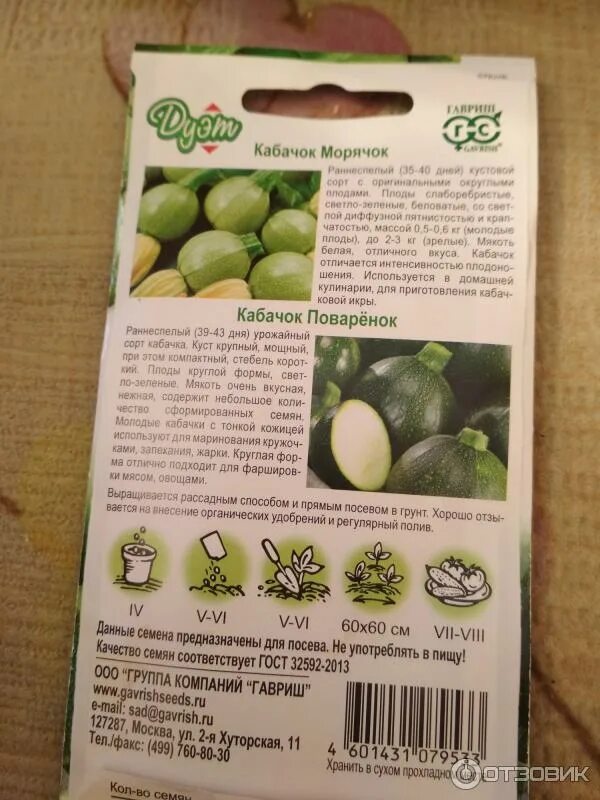 Дуэт
ГАВРИШ
Г-С
GAVRISH®
Кабачок Морячок
Раннеспелый (35-40 дней) кустовой
сорт с оригинальными округлыми
плодами. Плоды слаборебристые,
светло-зеленые, беловатые, со свет-
лой диффузной пятнистостью и крап-
чатостью, массой 0,5-0,6 кг (молодые
плоды), до 2-3 кг (зрелые). Мякоть
белая, отличного вкуса. Кабачок
отличается интенсивностью плодоно-
шения. Используется в домашней
кулинарии, для приготовления кабач-
ковой икры.
Кабачок Поварёнок
Раннеспелый (39-43 дня) урожайный
сорт кабачка. Куст крупный, мощный,
при этом компактный, стебель корот-
кий. Плоды круглой формы, свет-
ло-зеленые. Мякоть очень вкусная,
нежная, содержит небольшое коли-
чество сформированных семян.
Молодые кабачки с тонкой кожицей
используют для маринования кружоч-
ками, запекания, жарки. Круглая фор-
ма отлично подходит для фарширов-
ки мясом, овощами.
Выращивается рассадным способом и прямым посевом в грунт. Хорошо отзы-
вается на внесение органических удобрений и регулярный полив.
IV V-VI V-VI 60х60 см VII-VIII
Данные семена предназначены для посева. Не употреблять в пищу!
Качество семян соответствует ГОСТ 32592-2013
ООО "ГРУППА КОМПАНИЙ "ГАВРИШ"
www.gavrishseeds.ru
e-mail: sad@gavrish.ru
127287, Москва, ул. 2-я Хуторская, 11
Тел./факс: (499) 760-80-30
4 601431 079533
Хранить в сухом прохладном
Кол-во семян
ОТЗОВИК